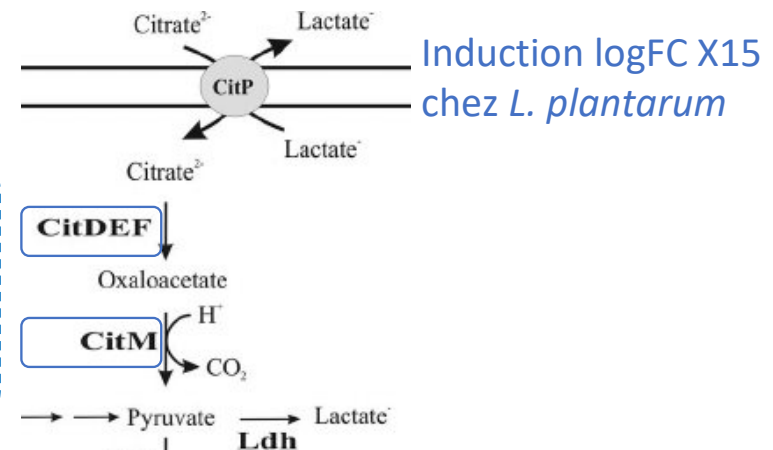 Citrate²⁻ Lactate⁻
Induction logFC X15
CitP
chez L. plantarum
Lactate⁻
Citrate²⁻
CitDEF
Oxaloacetate
H⁺
CitM
CO₂
Pyruvate Lactate⁻
Ldh